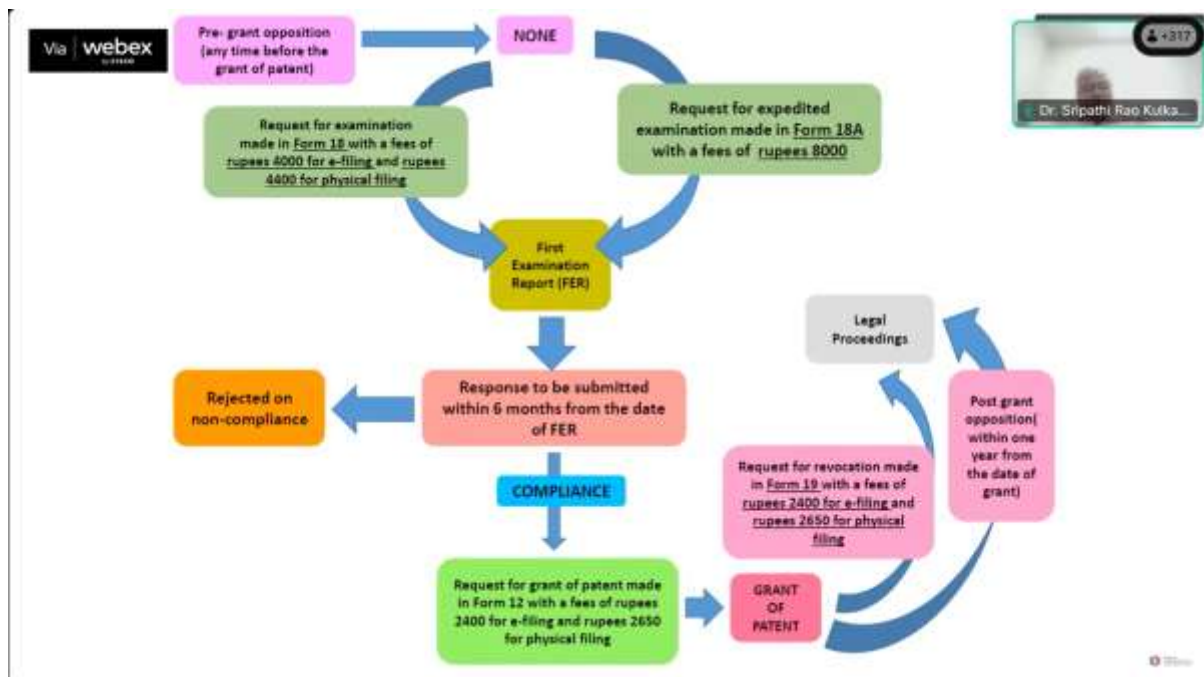 Via webex
by CISCO
Pre- grant opposition
(any time before the
grant of patent)
NONE
+317
Dr. Sripathi Rao Kulka...
Request for examination
made in Form 18 with a fees of
rupees 4000 for e-filing and rupees
4400 for physical filing
Request for expedited
examination made in Form 18A
with a fees of rupees 8000
First
Examination
Report (FER)
Legal
Proceedings
Rejected on
non-compliance
Response to be submitted
within 6 months from the date
of FER
Post grant
opposition(
within one
year from
the date of
grant)
COMPLIANCE
Request for revocation made
in Form 19 with a fees of
rupees 2400 for e-filing and
rupees 2650 for physical
filing
Request for grant of patent made
in Form 12 with a fees of rupees
2400 for e-filing and rupees 2650
for physical filing
GRANT
OF
PATENT